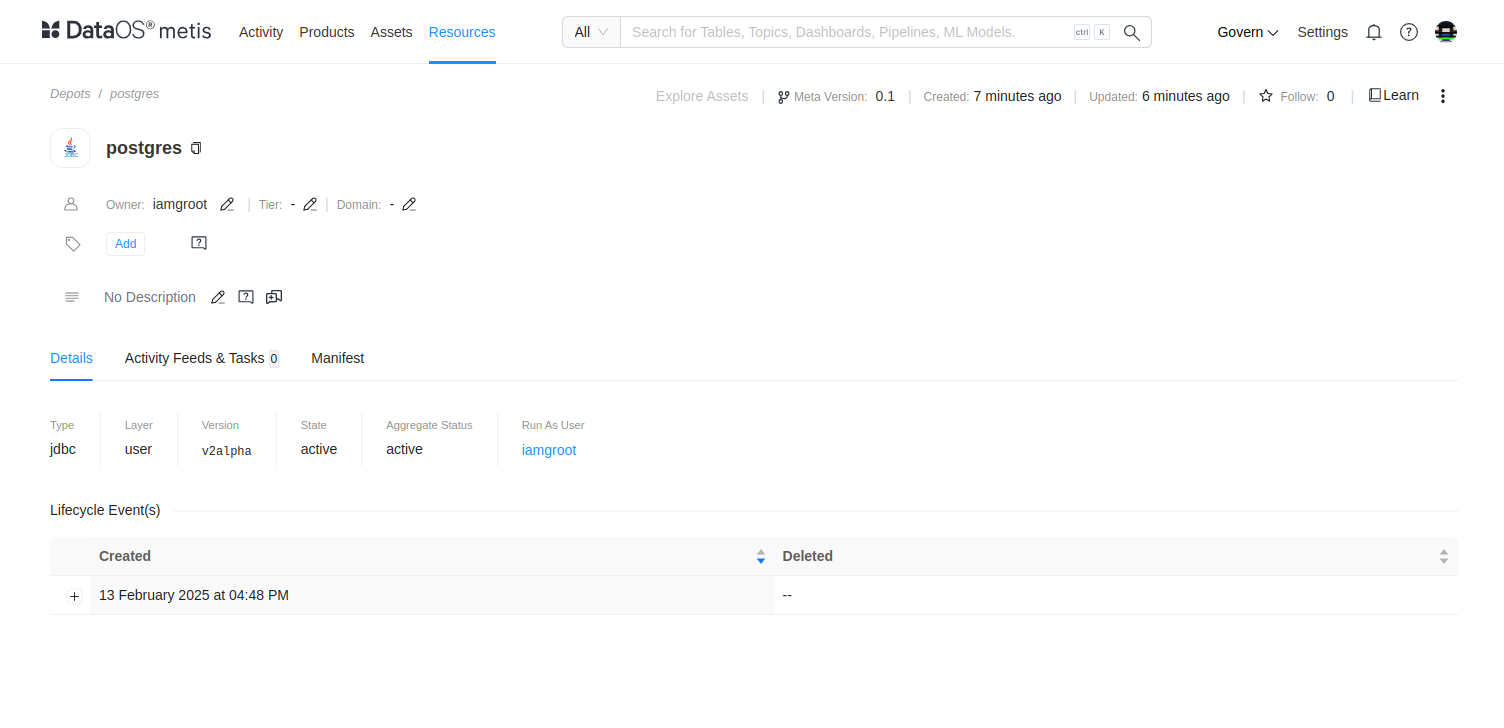 DataOS® metis Activity Products Assets Resources All Search for Tables, Topics, Dashboards, Pipelines, ML Models. ctrl K Govern Settings
Depots / postgres Explore Assets | Meta Version: 0.1 | Created: 7 minutes ago | Updated: 6 minutes ago | Follow: 0 | Learn
JDBC postgres
Owner: iamgroot | Tier: - | Domain: -
Add
No Description
Details Activity Feeds & Tasks 0 Manifest
Type Layer Version State Aggregate Status Run As User
jdbc user v2alpha active active iamgroot
Lifecycle Event(s)
Created Deleted
+ 13 February 2025 at 04:48 PM --